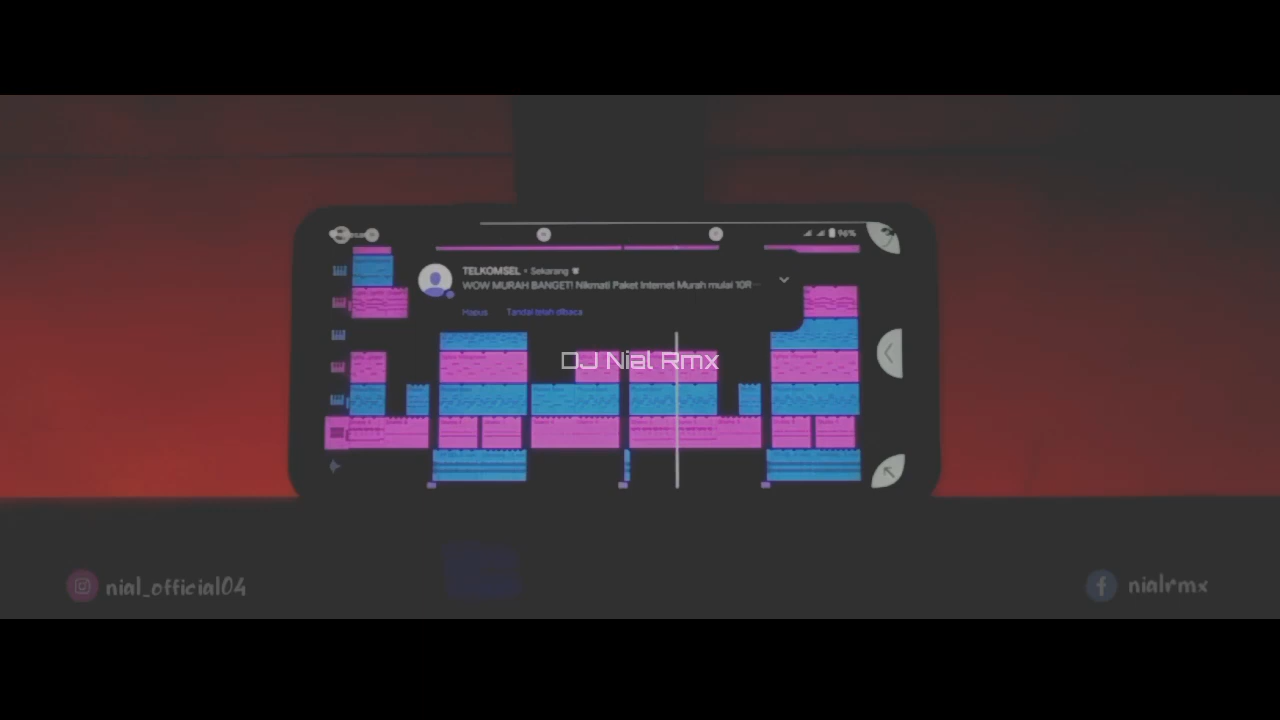 96%
TELKOMSEL • Sekarang
WOW MURAH BANGET! Nikmati Paket Internet Murah mulai 10R
Hapus Tandai telah dibaca
DJ Nial Rmx
nial_official04
nialrmx